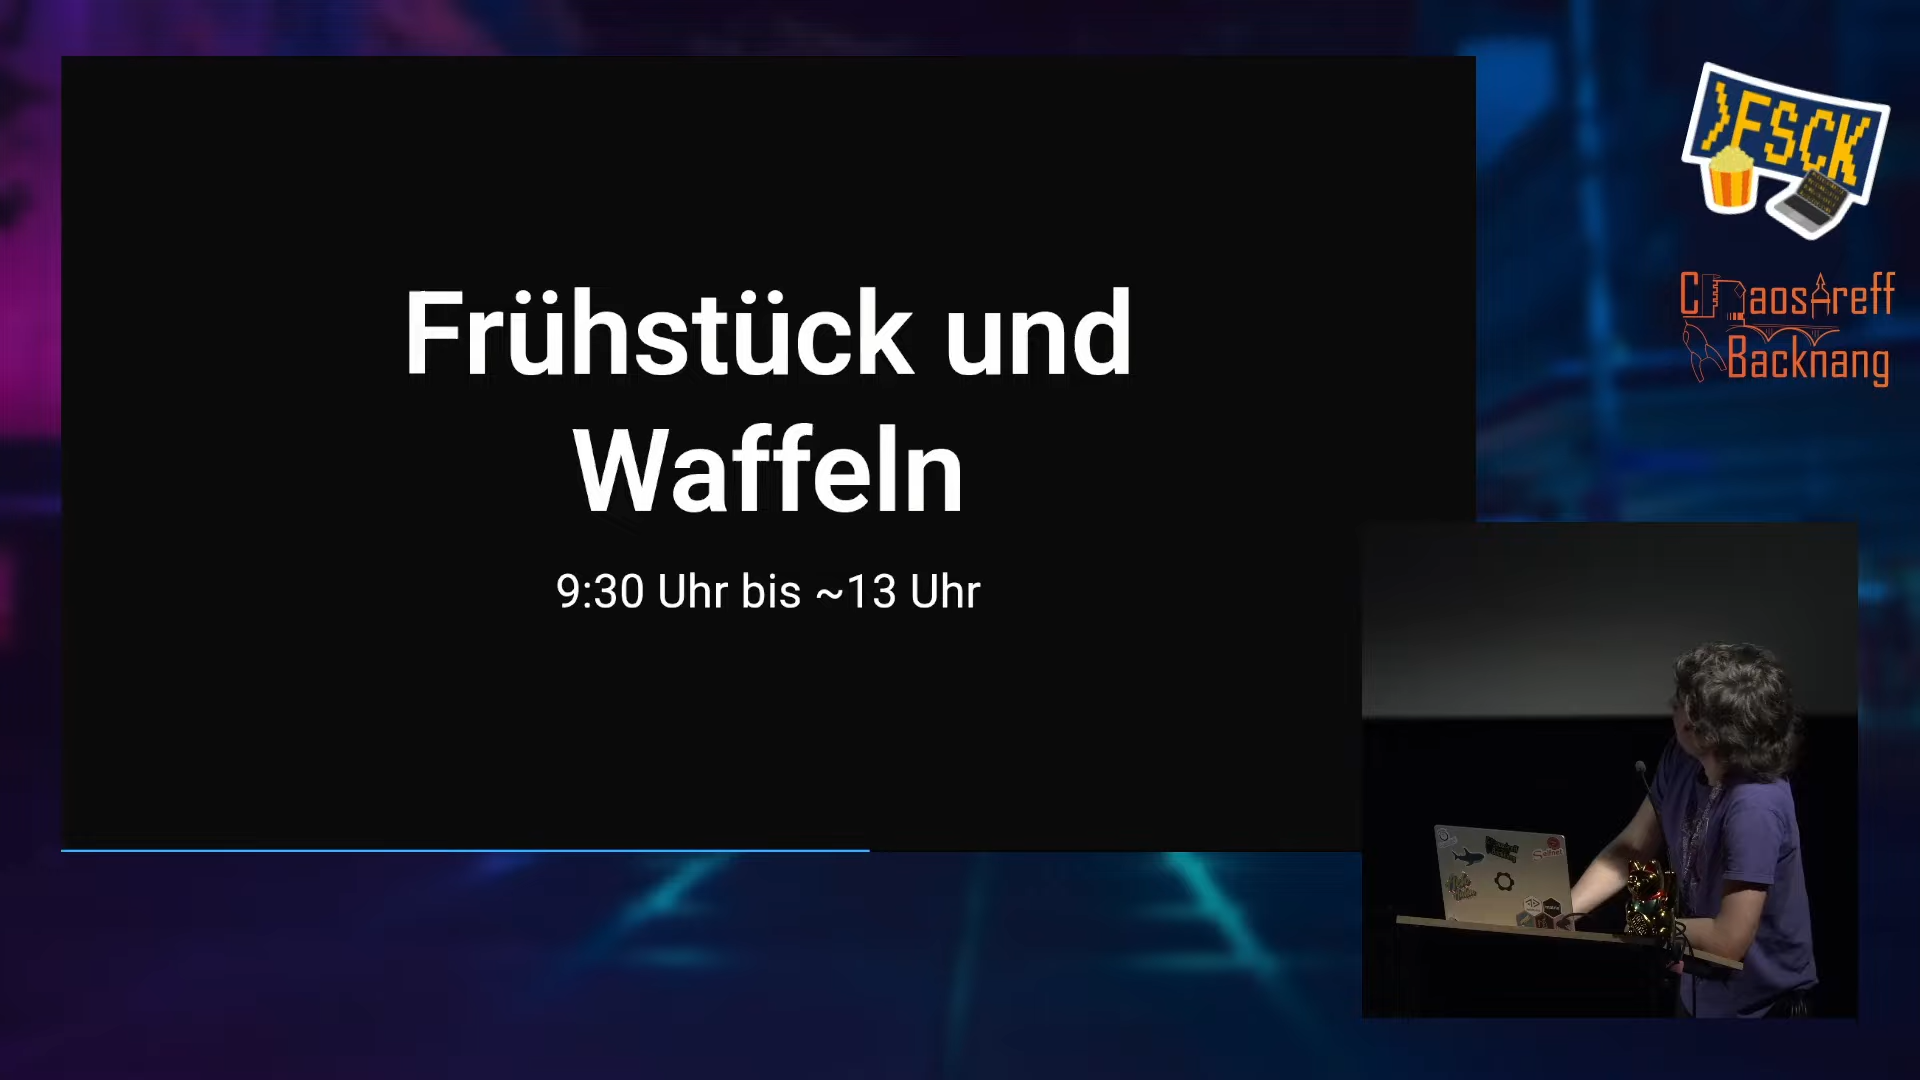 Frühstück und
Waffeln
9:30 Uhr bis ~13 Uhr
}FSCK
ChaosTreff
Backnang